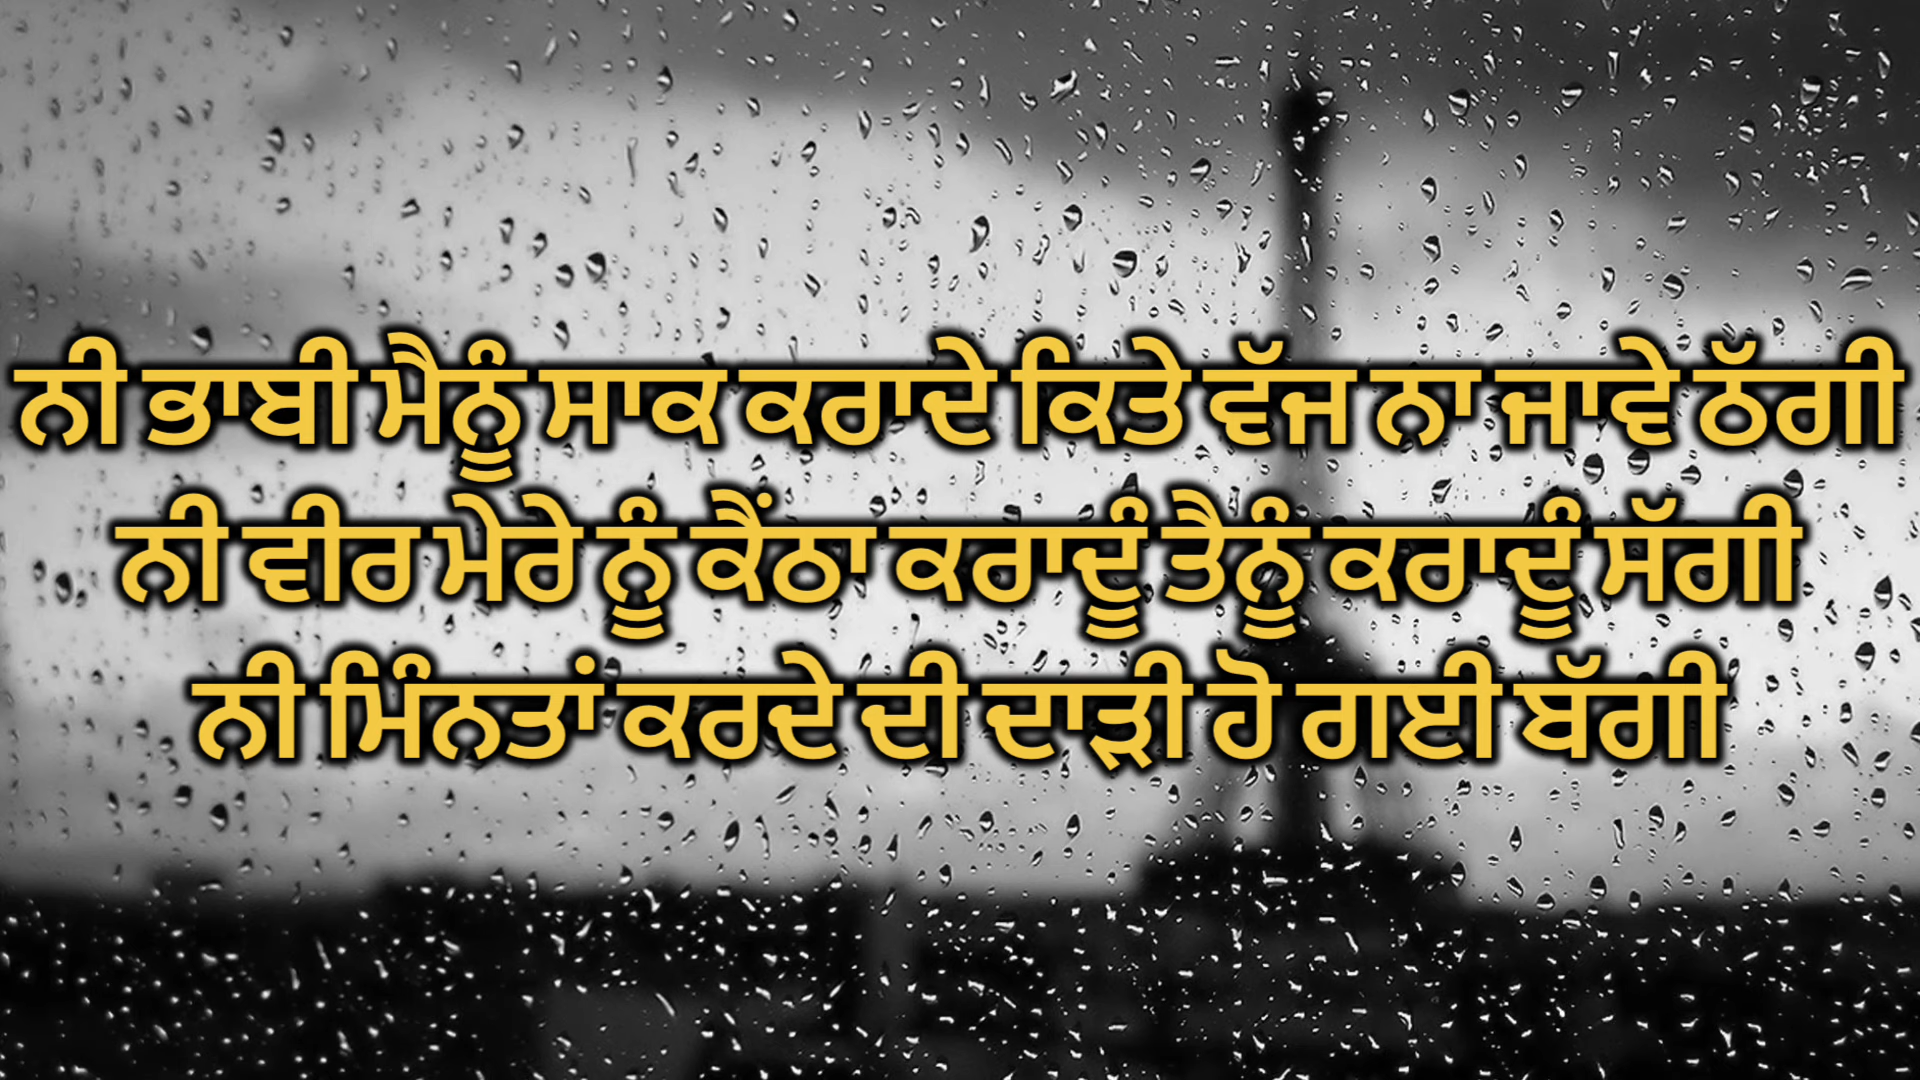 ਨੀ ਭਾਬੀ ਮੈਨੂੰ ਸਾਕ ਕਰਾਦੇ ਕਿਤੇ ਵੱਜ ਨਾ ਜਾਵੇ ਠੱਗੀ
ਨੀ ਵੀਰ ਮੇਰੇ ਨੂੰ ਕੈਂਠਾ ਕਰਾਦੂੰ ਤੈਨੂੰ ਕਰਾਦੂੰ ਸੱਗੀ
ਨੀ ਮਿੰਨਤਾਂ ਕਰਦੇ ਦੀ ਦਾੜੀ ਹੋ ਗਈ ਬੱਗੀ